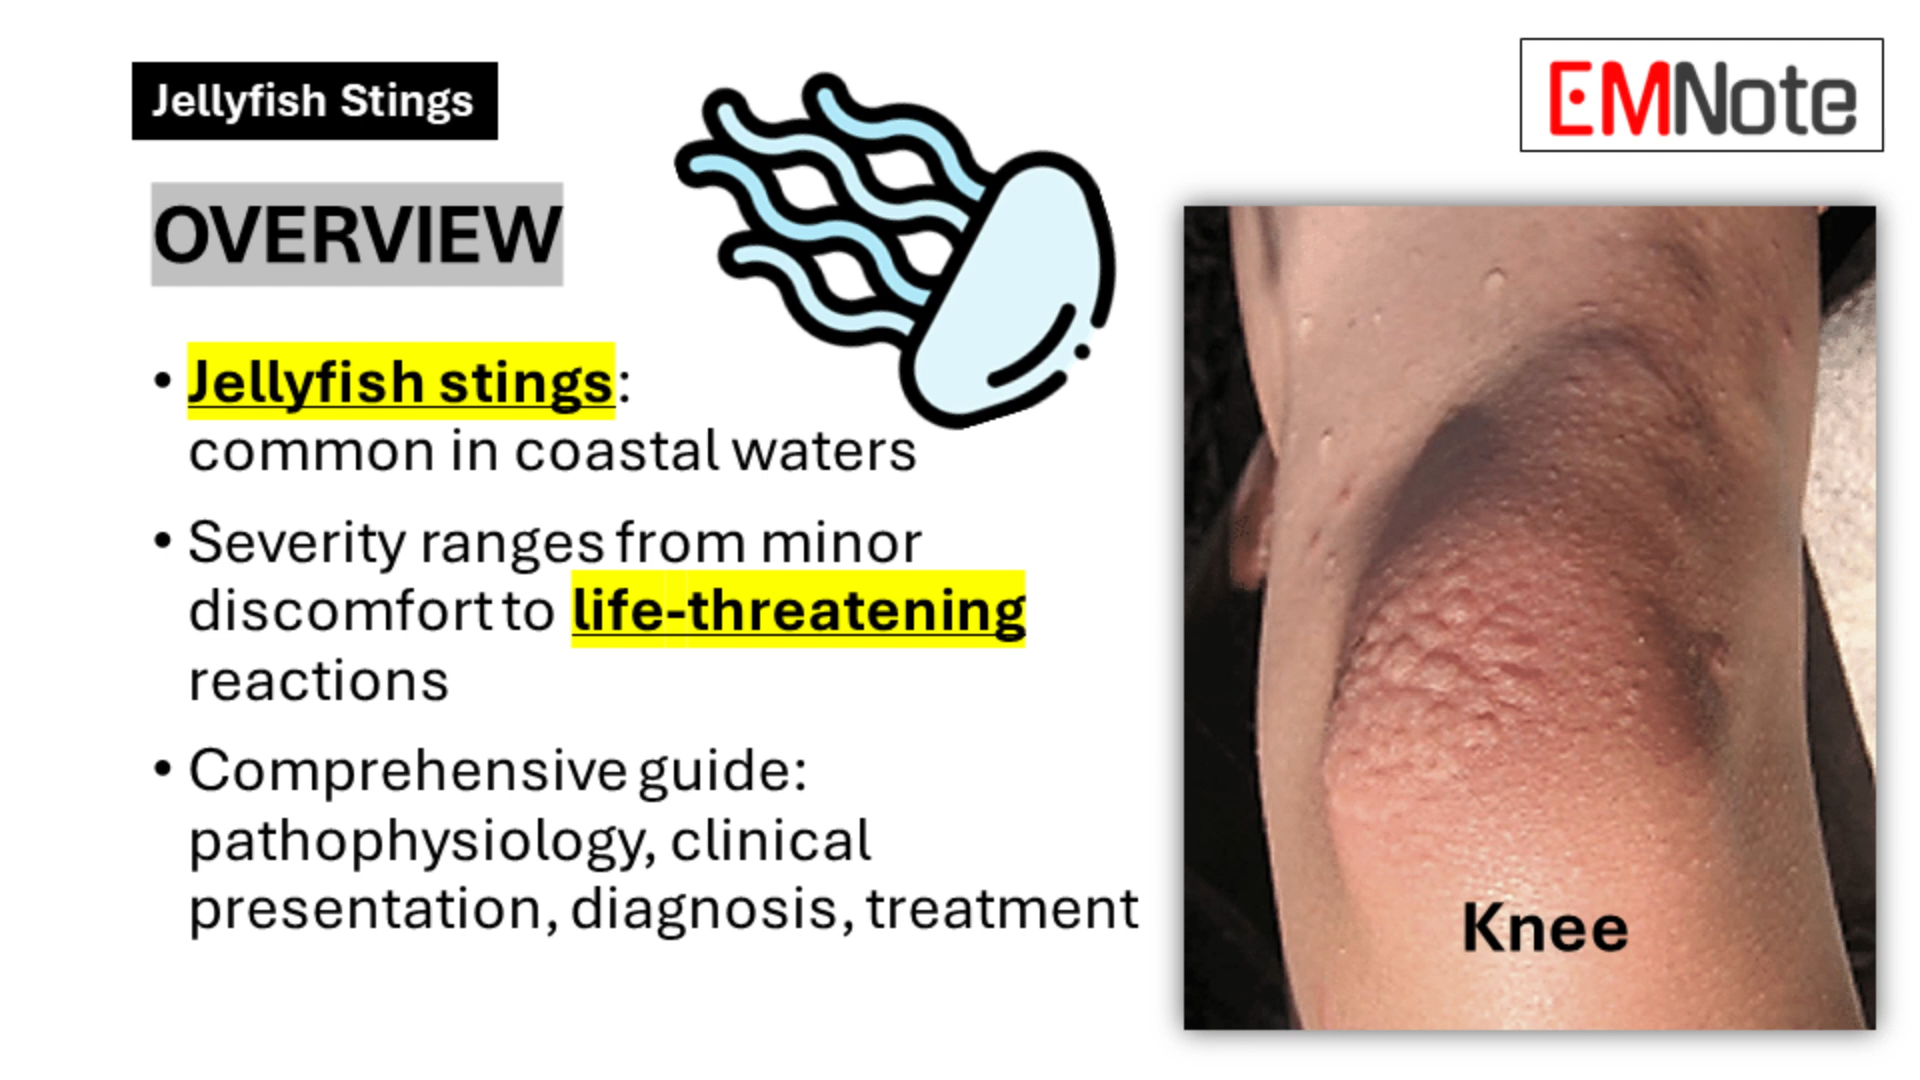 Jellyfish Stings
EMNote
OVERVIEW
• Jellyfish stings:
common in coastal waters
• Severity ranges from minor
discomfort to life-threatening
reactions
• Comprehensive guide:
pathophysiology, clinical
presentation, diagnosis, treatment
Knee